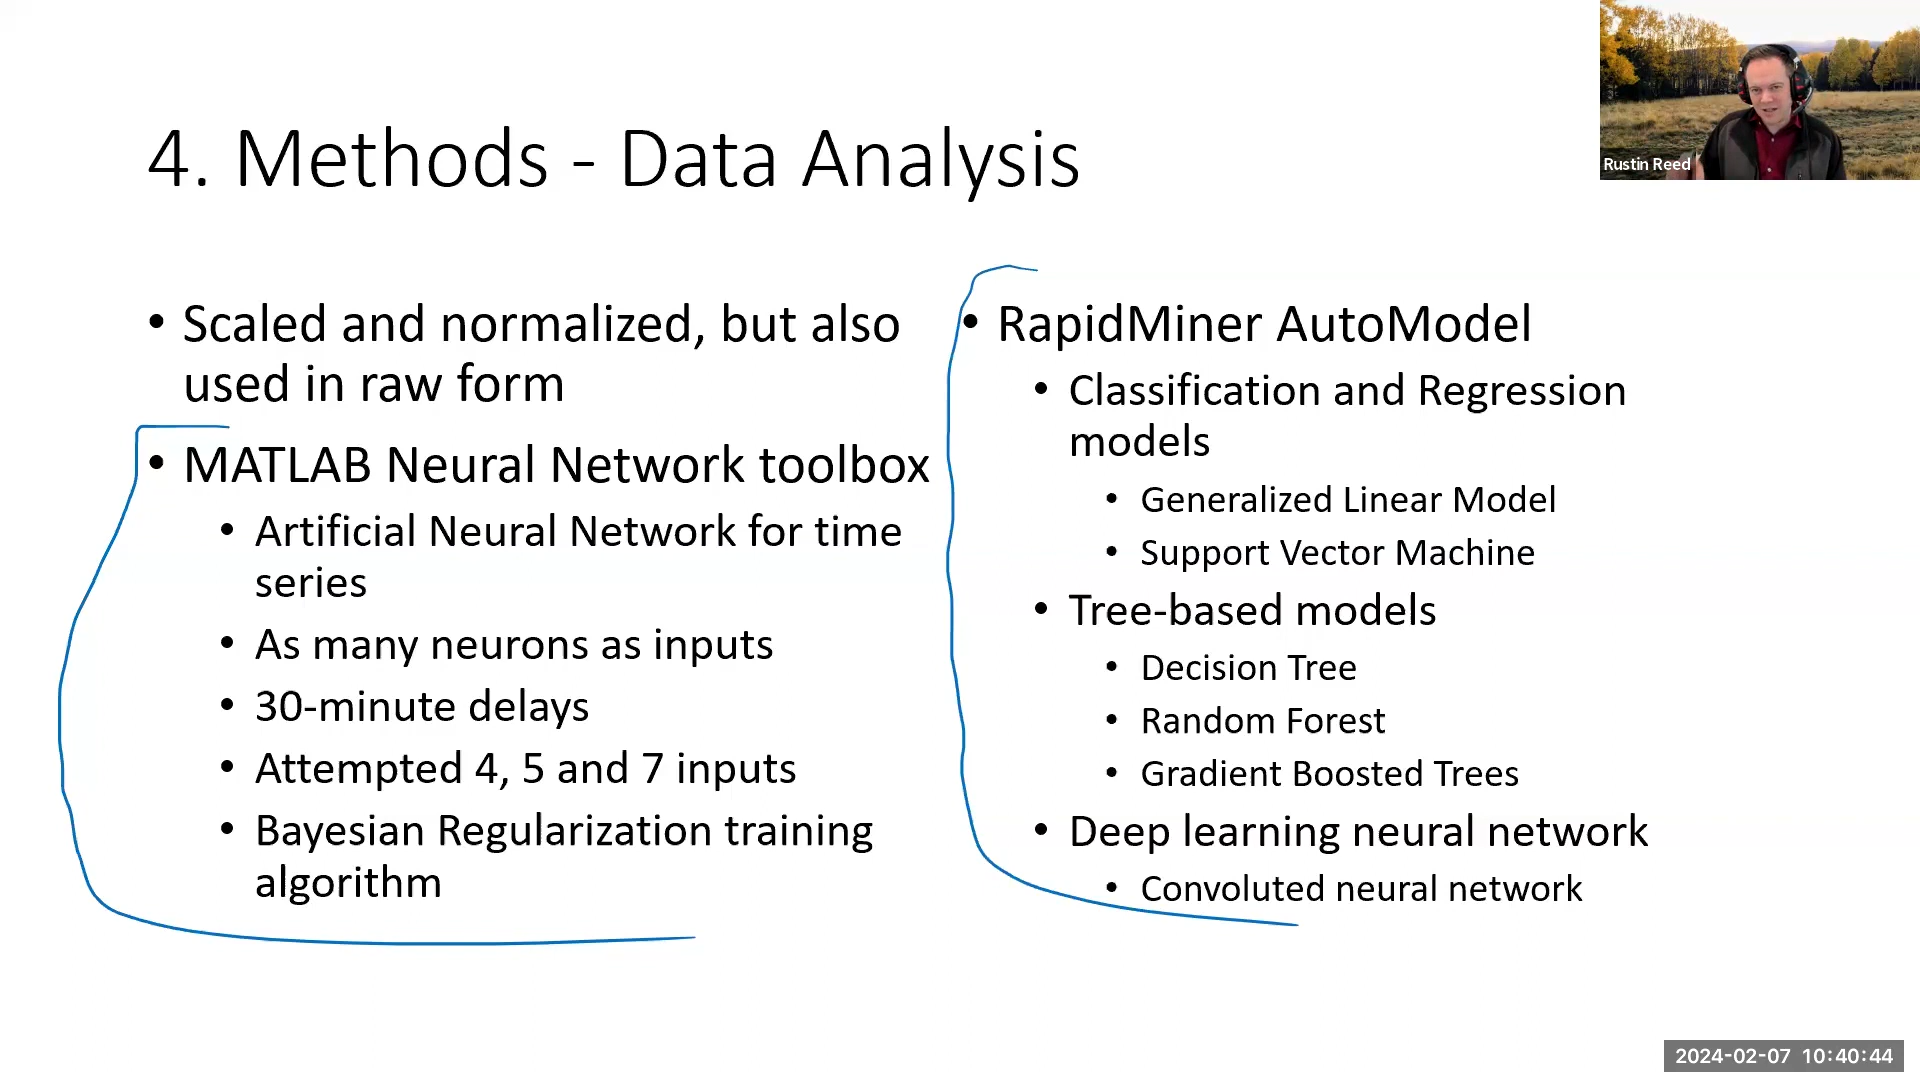 4. Methods - Data Analysis
• Scaled and normalized, but also
used in raw form
• MATLAB Neural Network toolbox
• Artificial Neural Network for time
series
• As many neurons as inputs
• 30-minute delays
• Attempted 4, 5 and 7 inputs
• Bayesian Regularization training
algorithm
• RapidMiner AutoModel
• Classification and Regression
models
• Generalized Linear Model
• Support Vector Machine
• Tree-based models
• Decision Tree
• Random Forest
• Gradient Boosted Trees
• Deep learning neural network
• Convoluted neural network
Rustin Reed
2024-02-07 10:40:44